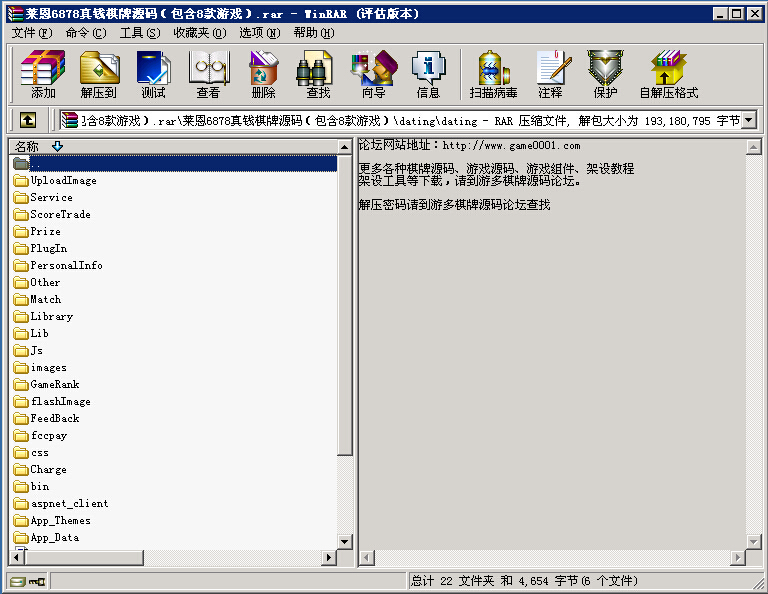 莱恩6878真钱棋牌源码(包含8款游戏).rar - WinRAR (评估版本)
文件(F) 命令(C) 工具(S) 收藏夹(O) 选项(N) 帮助(H)
添加 解压到 测试 查看 删除 查找 向导 信息 扫描病毒 注释 保护 自解压格式
含8款游戏).rar\莱恩6878真钱棋牌源码(包含8款游戏)\dating\dating - RAR 压缩文件, 解包大小为 193,180,795 字节
名称
..
UploadImage
Service
ScoreTrade
Prize
PlugIn
PersonalInfo
Other
Match
Library
Lib
Js
images
GameRank
flashImage
FeedBack
fccpay
css
Charge
bin
aspnet_client
App_Themes
App_Data
论坛网站地址:http://www.game0001.com
更多各种棋牌源码、游戏源码、游戏组件、架设教程
架设工具等下载,请到游多棋牌源码论坛。
解压密码请到游多棋牌源码论坛查找
总计 22 文件夹 和 4,654 字节(6 个文件)